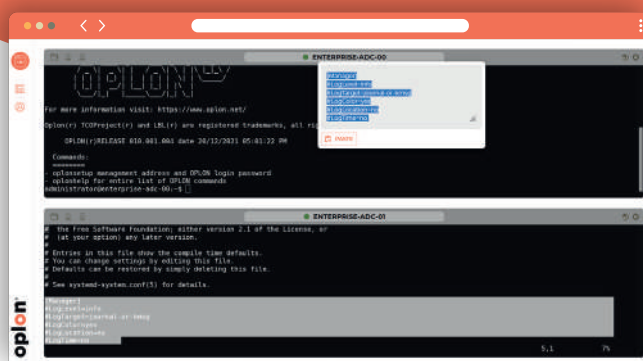 ENTERPRISE-ADC-00
OPLON
For more information visit: https://www.oplon.net/
Oplon(r) TCOProject(r) and LBL(r) are registered trademarks, all rig
OPLON(r)RELEASE 010.001.004 date 20/12/2021 05:01:22 PM
Commands:
========
- oplonsetup management address and OPLON login password
- oplonhelp for entire list of OPLON commands
administrator@enterprise-adc-00:~$
[Manager]
#LogLevel=info
#LogTarget=journal-or-kmsg
#LogColor=yes
#LogLocation=no
#LogTime=no
PASTE
ENTERPRISE-ADC-01
# the Free Software Foundation; either version 2.1 of the License, or
# (at your option) any later version.
#
# Entries in this file show the compile time defaults.
# You can change settings by editing this file.
# Defaults can be restored by simply deleting this file.
#
# See systemd-system.conf(5) for details.
[Manager]
#LogLevel=info
#LogTarget=journal-or-kmsg
#LogColor=yes
#LogLocation=no
#LogTime=no
5,1 7%
oplon